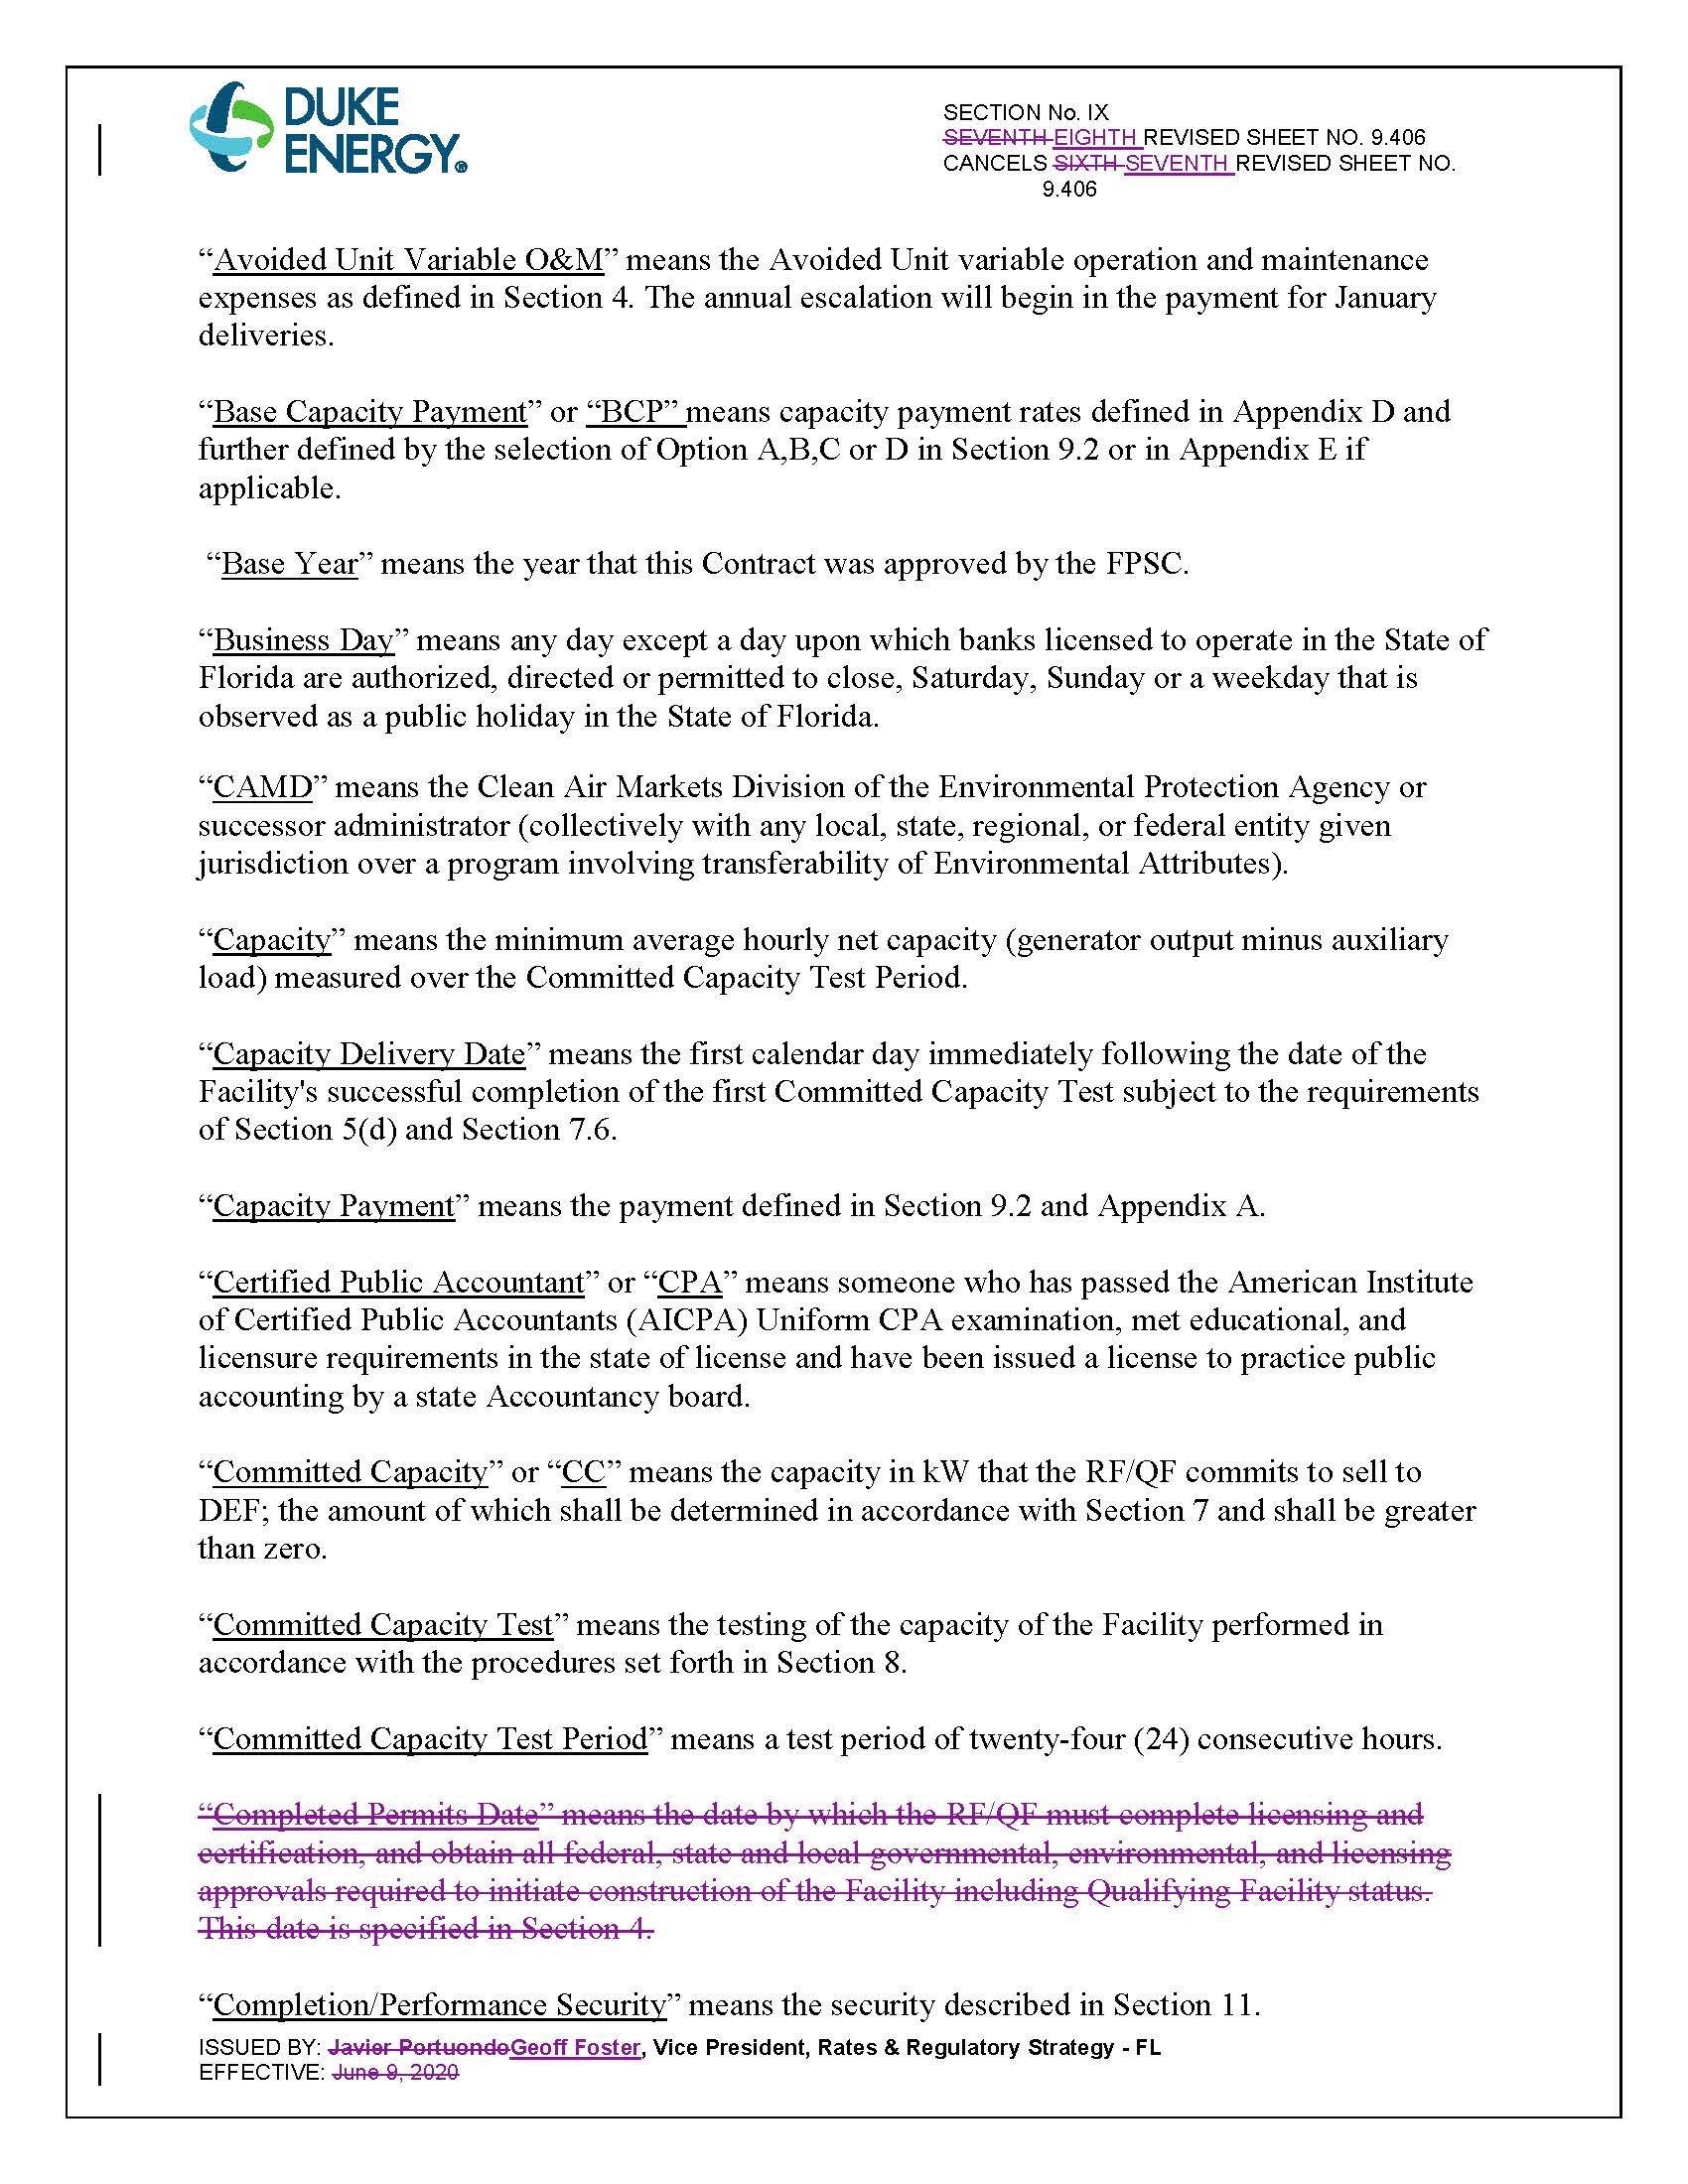 DUKE
ENERGY®
SECTION No. IX
SEVENTH EIGHTH REVISED SHEET NO. 9.406
CANCELS SIXTH SEVENTH REVISED SHEET NO.
9.406
“Avoided Unit Variable O&M” means the Avoided Unit variable operation and maintenance
expenses as defined in Section 4. The annual escalation will begin in the payment for January
deliveries.
“Base Capacity Payment” or “BCP” means capacity payment rates defined in Appendix D and
further defined by the selection of Option A,B,C or D in Section 9.2 or in Appendix E if
applicable.
“Base Year” means the year that this Contract was approved by the FPSC.
“Business Day” means any day except a day upon which banks licensed to operate in the State of
Florida are authorized, directed or permitted to close, Saturday, Sunday or a weekday that is
observed as a public holiday in the State of Florida.
“CAMD” means the Clean Air Markets Division of the Environmental Protection Agency or
successor administrator (collectively with any local, state, regional, or federal entity given
jurisdiction over a program involving transferability of Environmental Attributes).
“Capacity” means the minimum average hourly net capacity (generator output minus auxiliary
load) measured over the Committed Capacity Test Period.
“Capacity Delivery Date” means the first calendar day immediately following the date of the
Facility's successful completion of the first Committed Capacity Test subject to the requirements
of Section 5(d) and Section 7.6.
“Capacity Payment” means the payment defined in Section 9.2 and Appendix A.
“Certified Public Accountant” or “CPA” means someone who has passed the American Institute
of Certified Public Accountants (AICPA) Uniform CPA examination, met educational, and
licensure requirements in the state of license and have been issued a license to practice public
accounting by a state Accountancy board.
“Committed Capacity” or “CC” means the capacity in kW that the RF/QF commits to sell to
DEF; the amount of which shall be determined in accordance with Section 7 and shall be greater
than zero.
“Committed Capacity Test” means the testing of the capacity of the Facility performed in
accordance with the procedures set forth in Section 8.
“Committed Capacity Test Period” means a test period of twenty-four (24) consecutive hours.
“Completed Permits Date” means the date by which the RF/QF must complete licensing and
certification, and obtain all federal, state and local governmental, environmental, and licensing
approvals required to initiate construction of the Facility including Qualifying Facility status.
This date is specified in Section 4.
“Completion/Performance Security” means the security described in Section 11.
ISSUED BY: Javier PortuondoGeoff Foster, Vice President, Rates & Regulatory Strategy - FL
EFFECTIVE: June 9, 2020